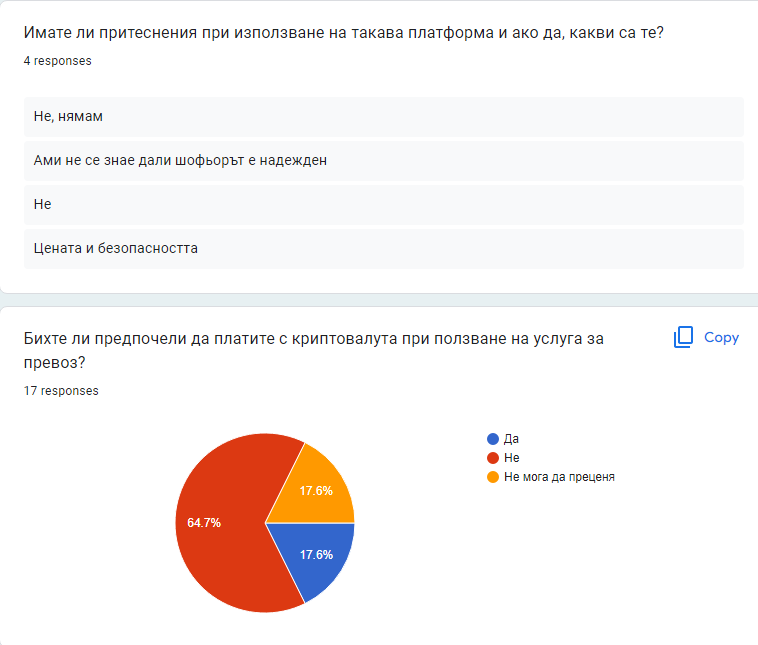 Имате ли притеснения при използване на такава платформа и ако да, какви са те?
4 responses
Не, нямам
Ами не се знае дали шофьорът е надежден
Не
Цената и безопасността
Бихте ли предпочели да платите с криптовалута при ползване на услуга за
превоз?
Copy
17 responses
Да
Не
Не мога да преценя
17.6%
64.7%
17.6%